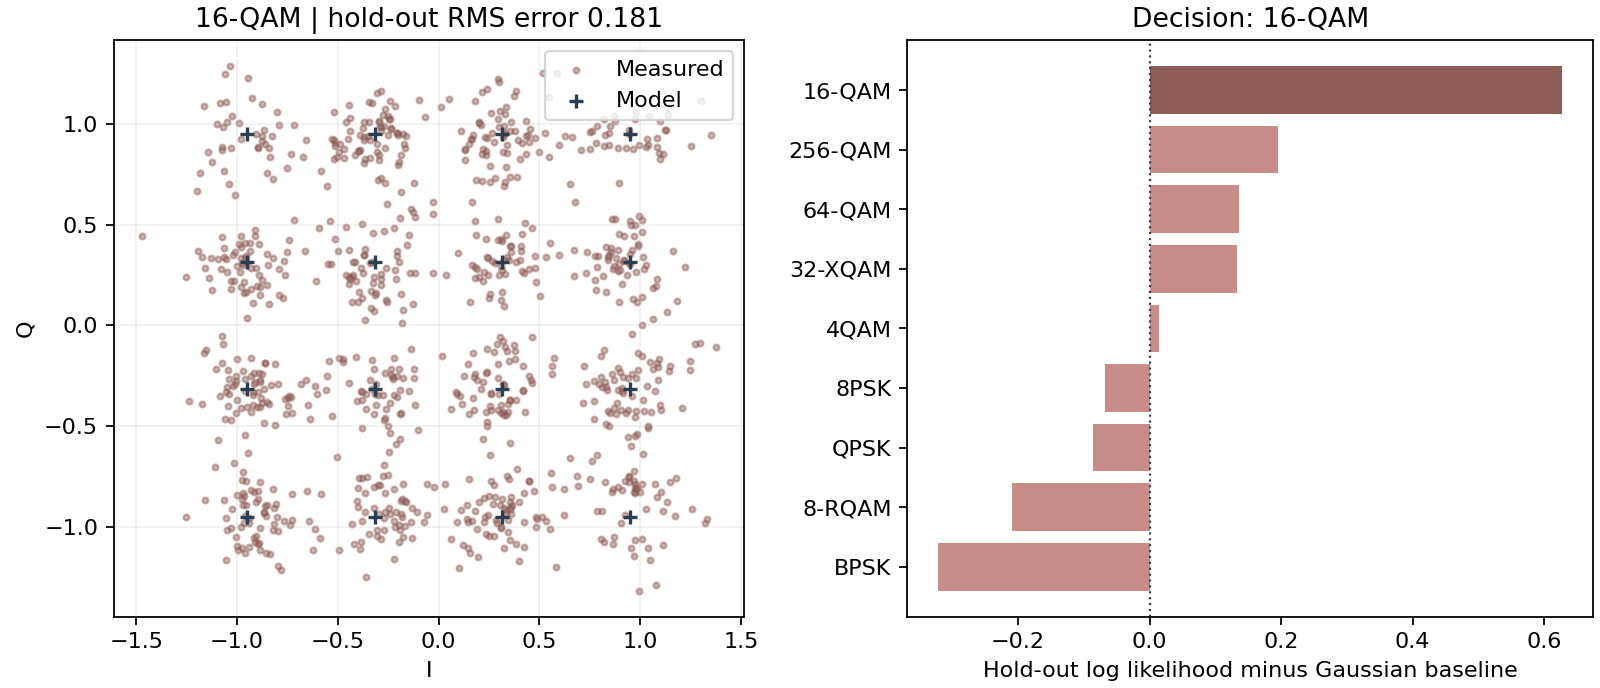 16-QAM | hold-out RMS error 0.181
Measured
Model
1.0
0.5
0.0
−0.5
−1.0
Q
−1.5
−1.0
−0.5
0.0
0.5
1.0
1.5
I
Decision: 16-QAM
16-QAM
256-QAM
64-QAM
32-XQAM
4QAM
8PSK
QPSK
8-RQAM
BPSK
−0.2
0.0
0.2
0.4
0.6
Hold-out log likelihood minus Gaussian baseline